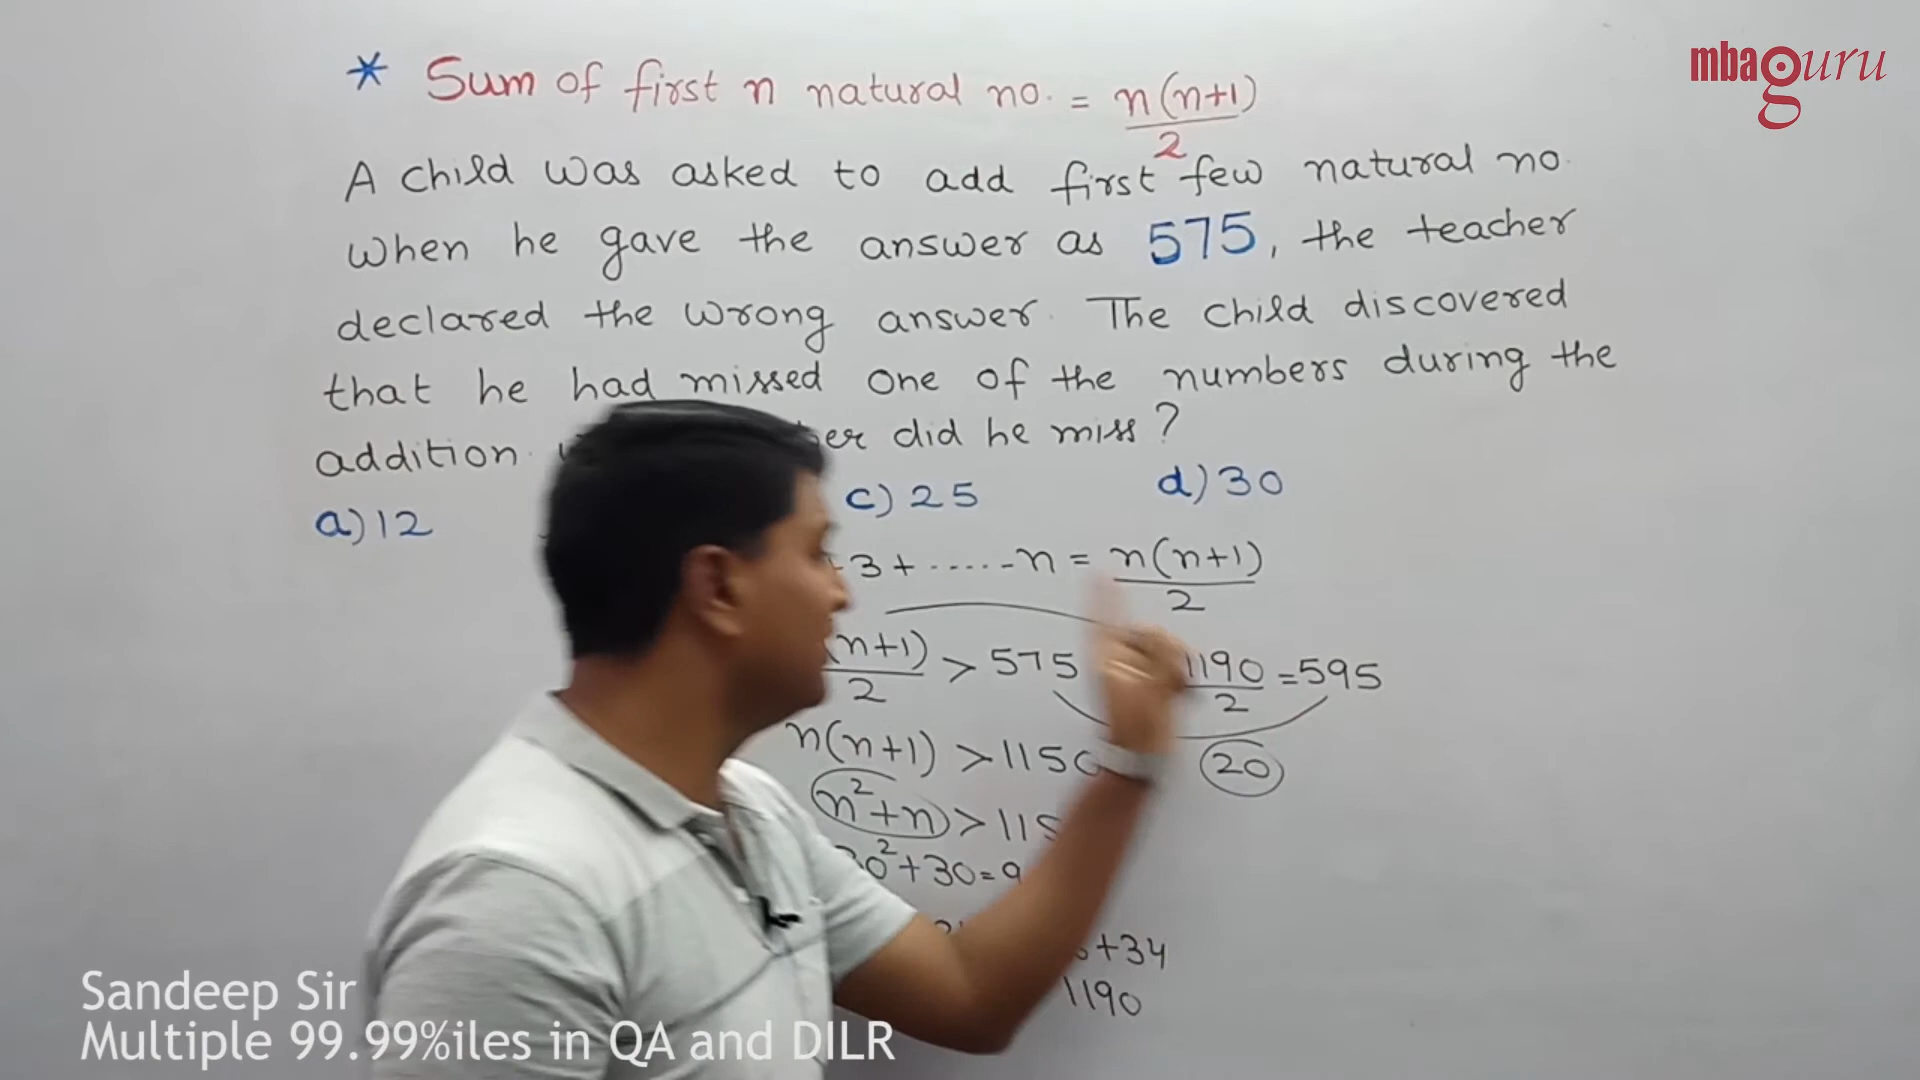 mbaguru
* Sum of first n natural no. = n(n+1)/2
A child was asked to add first few natural no.
When he gave the answer as 575, the teacher
declared the wrong answer. The child discovered
that he had missed one of the numbers during the
addition did he miss?
a) 12 c) 25 d) 30
3 + ...... n = n(n+1)/2
(n+1)/2 > 575 1190/2 = 595
n(n+1) > 115 20
n²+n > 115
30²+30=9
+34
1190
Sandeep Sir
Multiple 99.99%iles in QA and DILR